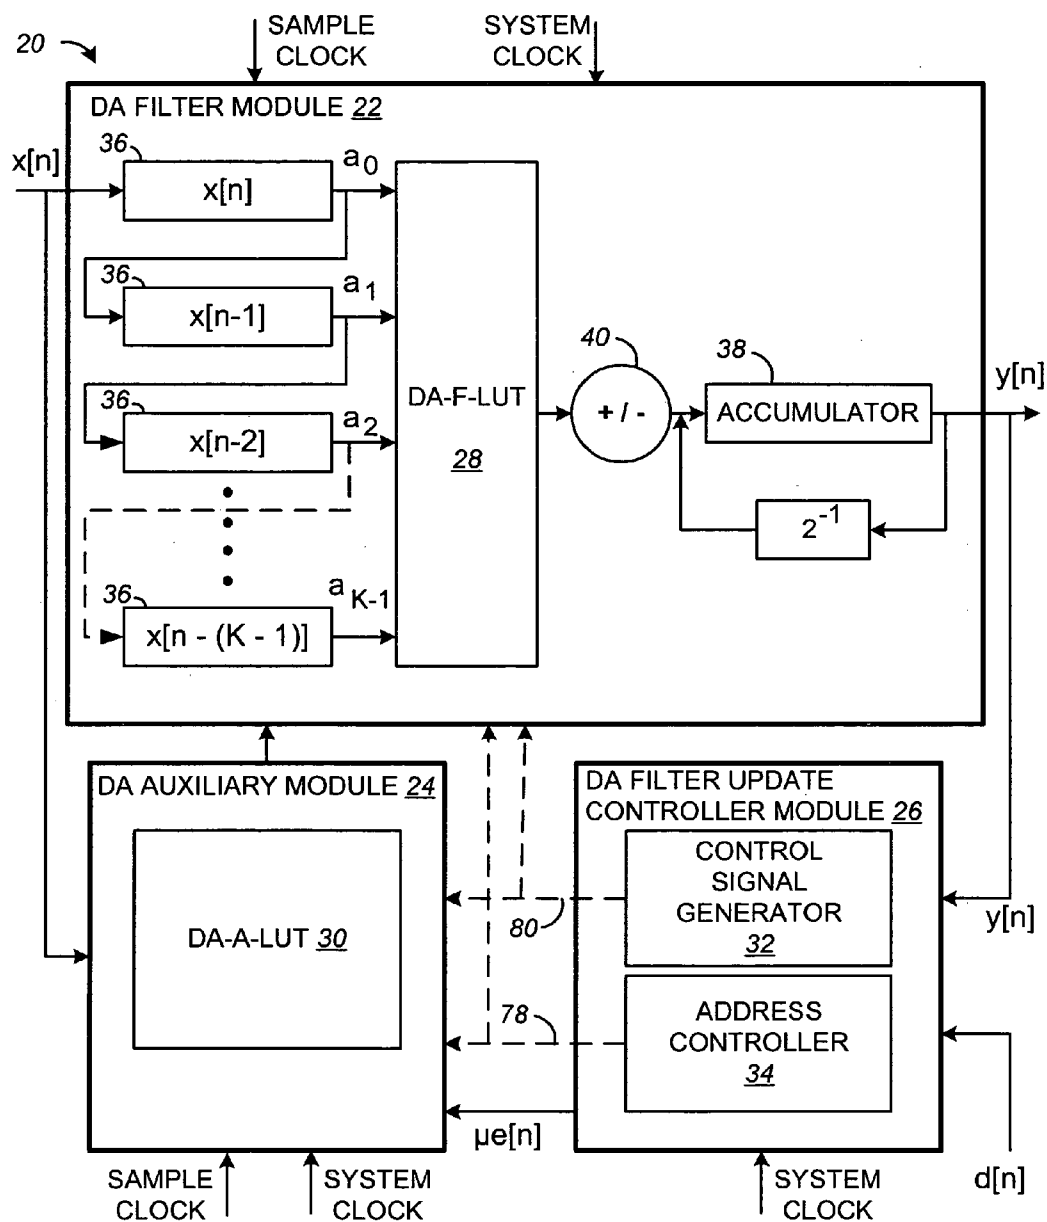 SAMPLE
CLOCK
SYSTEM
CLOCK
20
DA FILTER MODULE 22
x[n]
36
x[n]
a0
36
x[n-1]
a1
36
x[n-2]
a2
36
x[n - (K - 1)]
aK-1
DA-F-LUT
28
40
+ / -
38
ACCUMULATOR
y[n]
2-1
DA AUXILIARY MODULE 24
DA-A-LUT 30
DA FILTER UPDATE
CONTROLLER MODULE 26
CONTROL
SIGNAL
GENERATOR
32
80
y[n]
ADDRESS
CONTROLLER
34
78
µe[n]
d[n]
SAMPLE
CLOCK
SYSTEM
CLOCK
SYSTEM
CLOCK